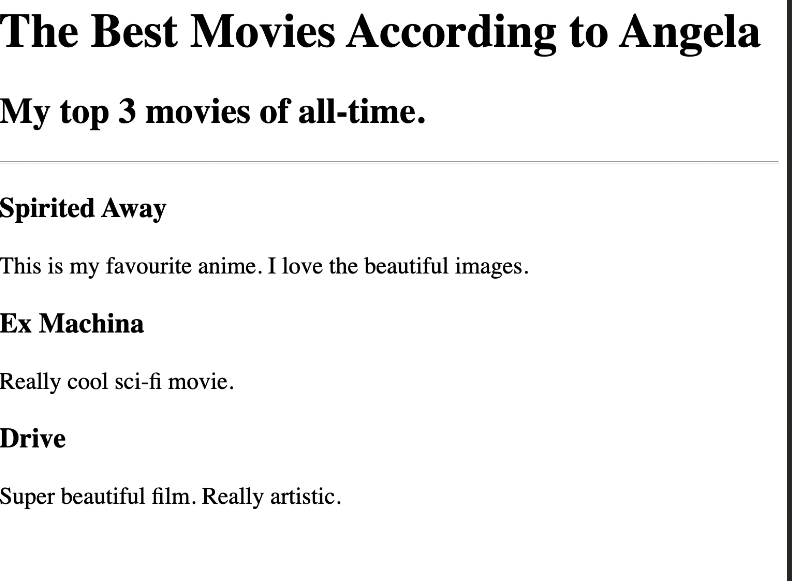 The Best Movies According to Angela
My top 3 movies of all-time.
Spirited Away
This is my favourite anime. I love the beautiful images.
Ex Machina
Really cool sci-fi movie.
Drive
Super beautiful film. Really artistic.